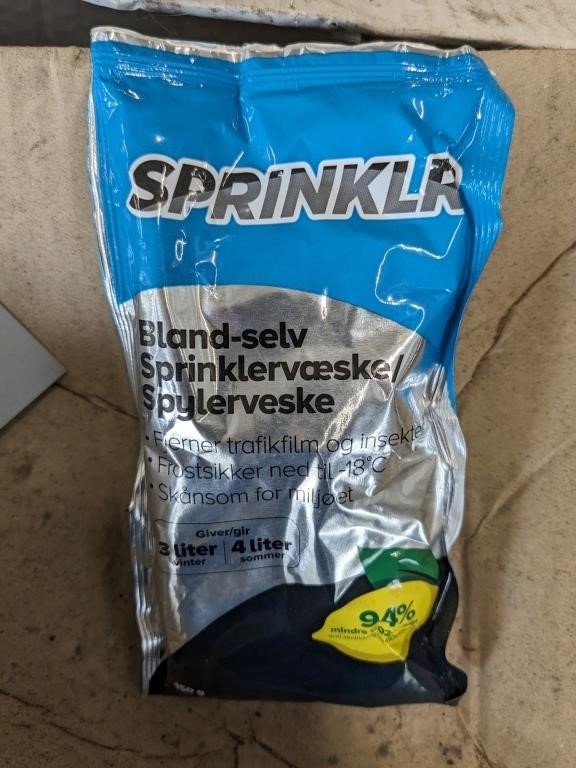 SPRINKLR
Bland-selv
Sprinklervæske/
Spylerveske
• Fjerner trafikfilm og insekte
• Frostsikker ned til -18°C
• Skånsom for miljøet
Giver/gir
3 liter | 4 liter
vinter sommer
94%
mindre